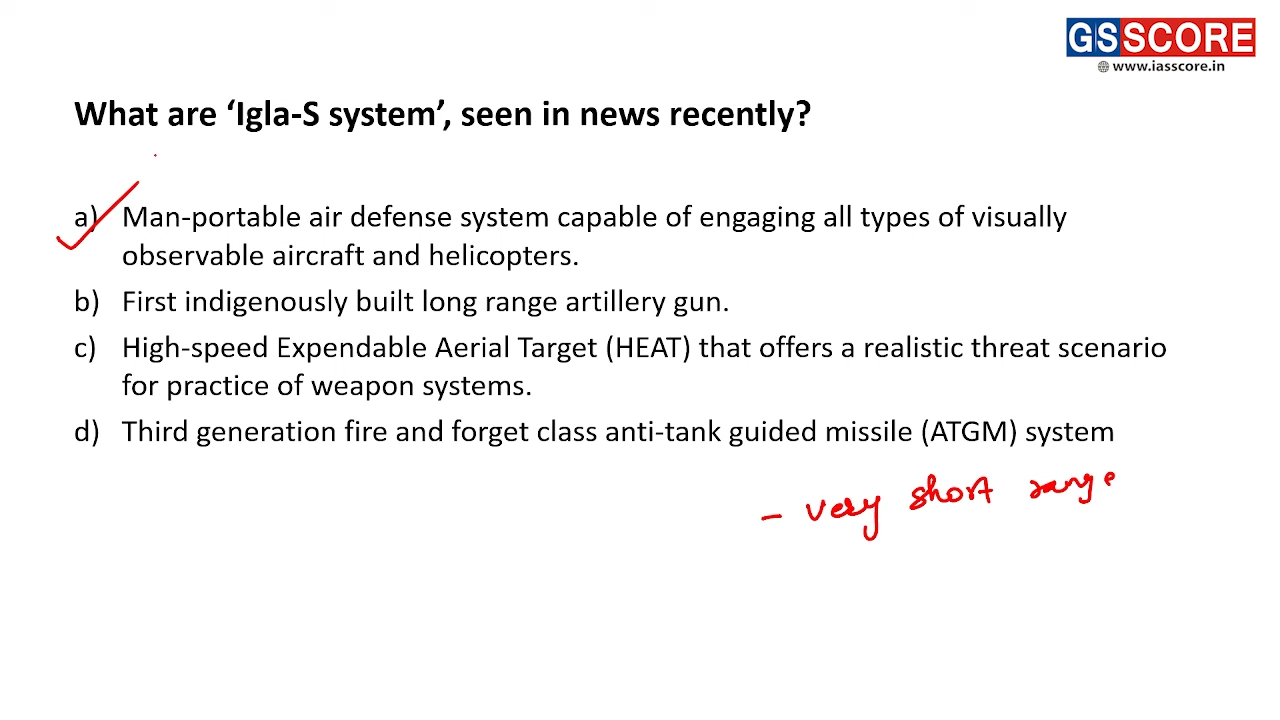 GSSCORE
www.iasscore.in
What are ‘Igla-S system’, seen in news recently?
a) Man-portable air defense system capable of engaging all types of visually
observable aircraft and helicopters.
b) First indigenously built long range artillery gun.
c) High-speed Expendable Aerial Target (HEAT) that offers a realistic threat scenario
for practice of weapon systems.
d) Third generation fire and forget class anti-tank guided missile (ATGM) system
- very short range